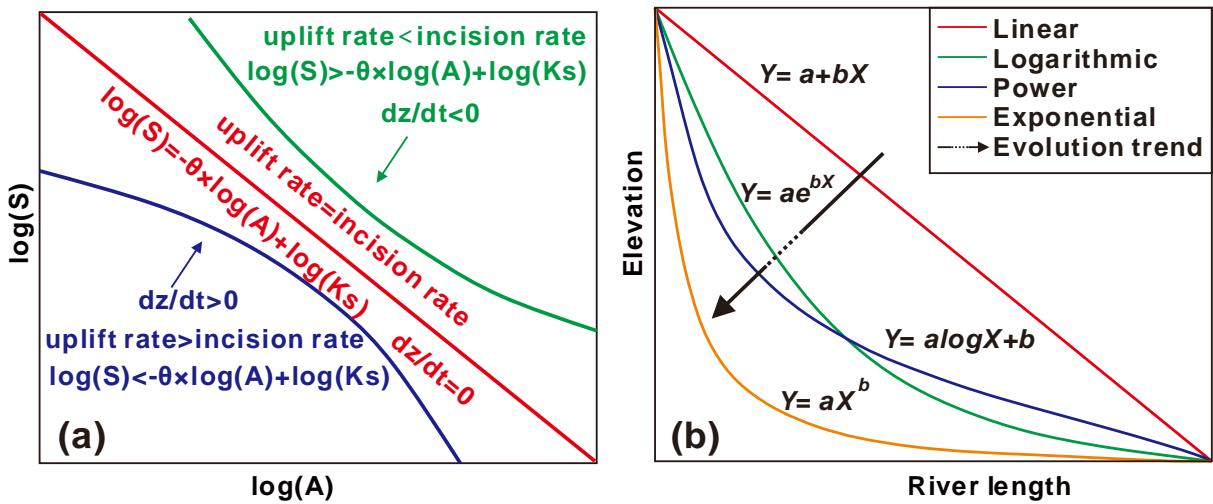 uplift rate<incision rate
log(S)>-θ×log(A)+log(Ks)
dz/dt<0
uplift rate=incision rate
log(S)=-θ×log(A)+log(Ks)
dz/dt=0
dz/dt>0
uplift rate>incision rate
log(S)<-θ×log(A)+log(Ks)
(a)
log(S)
log(A)
Linear
Logarithmic
Power
Exponential
Evolution trend
Y= a+bX
Y= ae^bX
Y= alogX+b
Y= aX^b
(b)
Elevation
River length